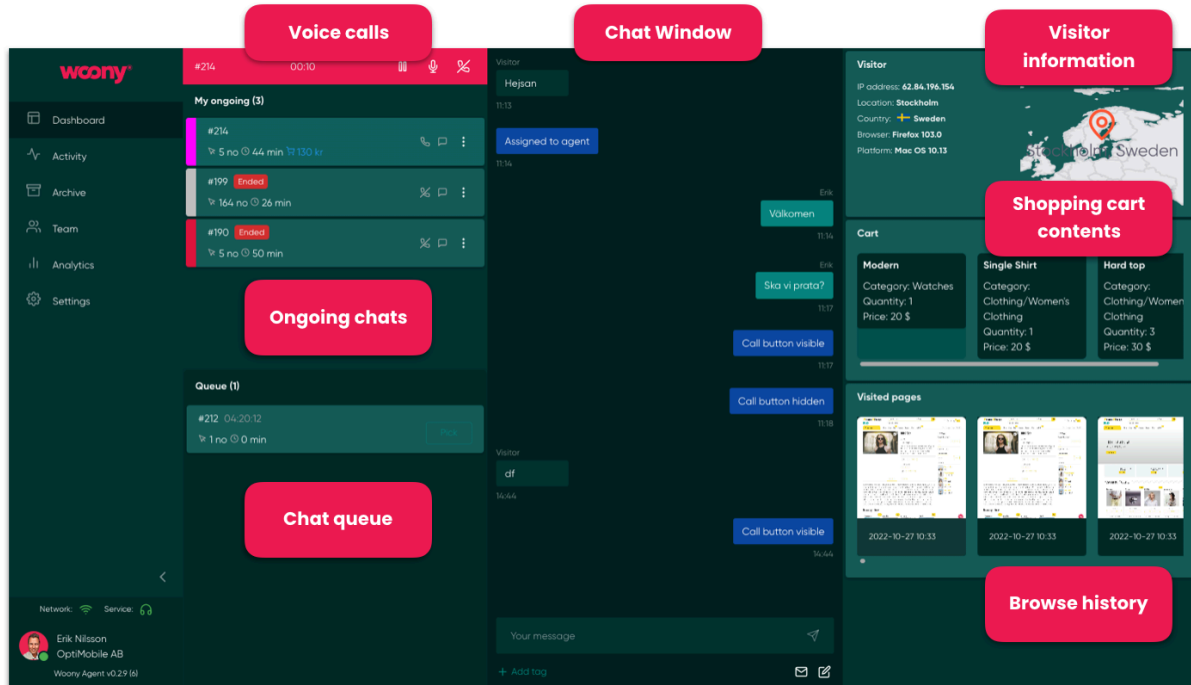 Voice calls
Chat Window
Visitor
information
woony
Dashboard
Activity
Archive
Team
Analytics
Settings
Network:
Service:
Erik Nilsson
OptiMobile AB
Woony Agent v0.2.9 (6)
#214
00:10
My ongoing (3)
#214
5 no 44 min 130 kr
#199 Ended
164 no 26 min
#190 Ended
5 no 50 min
Ongoing chats
Queue (1)
#212 04:20:12
1 no 0 min
Pick
Chat queue
Visitor
Hejsan
11:13
Assigned to agent
11:14
Erik
Välkomen
11:14
Erik
Ska vi prata?
11:17
Call button visible
11:17
Call button hidden
11:18
Visitor
df
14:44
Call button visible
14:44
Your message
+ Add tag
Visitor
IP address: 62.84.196.154
Location: Stockholm
Country: Sweden
Browser: Firefox 103.0
Platform: Mac OS 10.13
Stockholm, Sweden
Shopping cart
contents
Cart
Modern
Category: Watches
Quantity: 1
Price: 20 $
Single Shirt
Category:
Clothing/Women's
Clothing
Quantity: 1
Price: 20 $
Hard top
Category:
Clothing/Women
Clothing
Quantity: 3
Price: 30 $
Visited pages
2022-10-27 10:33
2022-10-27 10:33
2022-10-27 10:33
Browse history